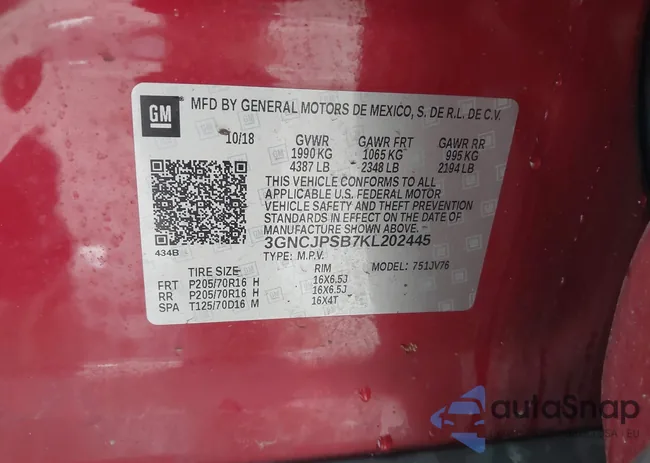 GM
MFD BY GENERAL MOTORS DE MEXICO, S. DE R.L. DE C.V.
10/18 GVWR GAWR FRT GAWR RR
1990 KG 1065 KG 995 KG
4387 LB 2348 LB 2194 LB
THIS VEHICLE CONFORMS TO ALL
APPLICABLE U.S. FEDERAL MOTOR
VEHICLE SAFETY AND THEFT PREVENTION
STANDARDS IN EFFECT ON DATE OF
MANUFACTURE SHOWN ABOVE.
434B 3GNCJPSB7KL202445
TYPE: M.P.V. MODEL: 751JV76
TIRE SIZE RIM
FRT P205/70R16 H 16X6.5J
RR P205/70R16 H 16X6.5J
SPA T125/70D16 M 16X4T
autaSnap
EU